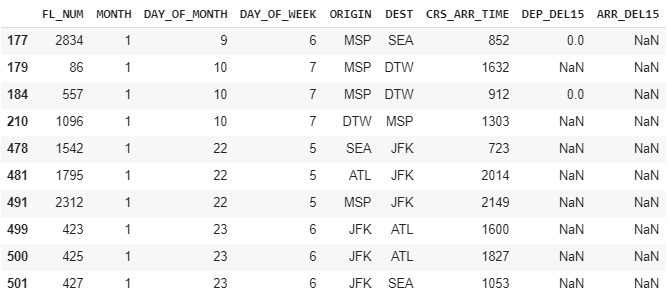 FL_NUM MONTH DAY_OF_MONTH DAY_OF_WEEK ORIGIN DEST CRS_ARR_TIME DEP_DEL15 ARR_DEL15
177 2834 1 9 6 MSP SEA 852 0.0 NaN
179 86 1 10 7 MSP DTW 1632 NaN NaN
184 557 1 10 7 MSP DTW 912 0.0 NaN
210 1096 1 10 7 DTW MSP 1303 NaN NaN
478 1542 1 22 5 SEA JFK 723 NaN NaN
481 1795 1 22 5 ATL JFK 2014 NaN NaN
491 2312 1 22 5 MSP JFK 2149 NaN NaN
499 423 1 23 6 JFK ATL 1600 NaN NaN
500 425 1 23 6 JFK ATL 1827 NaN NaN
501 427 1 23 6 JFK SEA 1053 NaN NaN